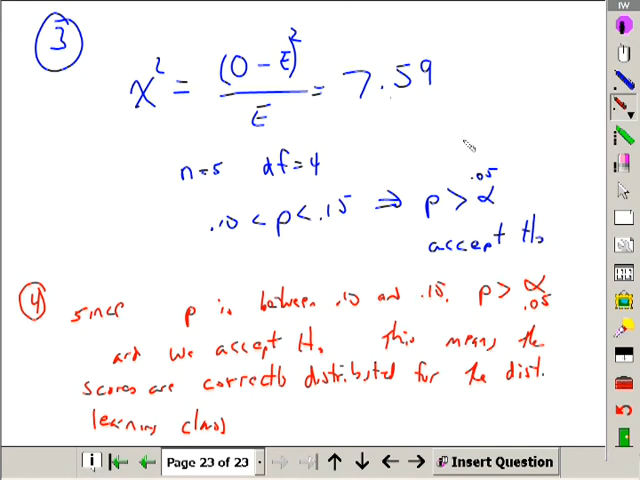 IW
3
χ² = (O - E)² / E = 7.59
n=5 df=4
.05
.10 < p < .15 ⇒ p > α
accept H₀
4 since p is between .10 and .15, p > α
.05
and we accept H₀ This means the
scores are correctly distributed for the dist.
learning class
Page 23 of 23
Insert Question